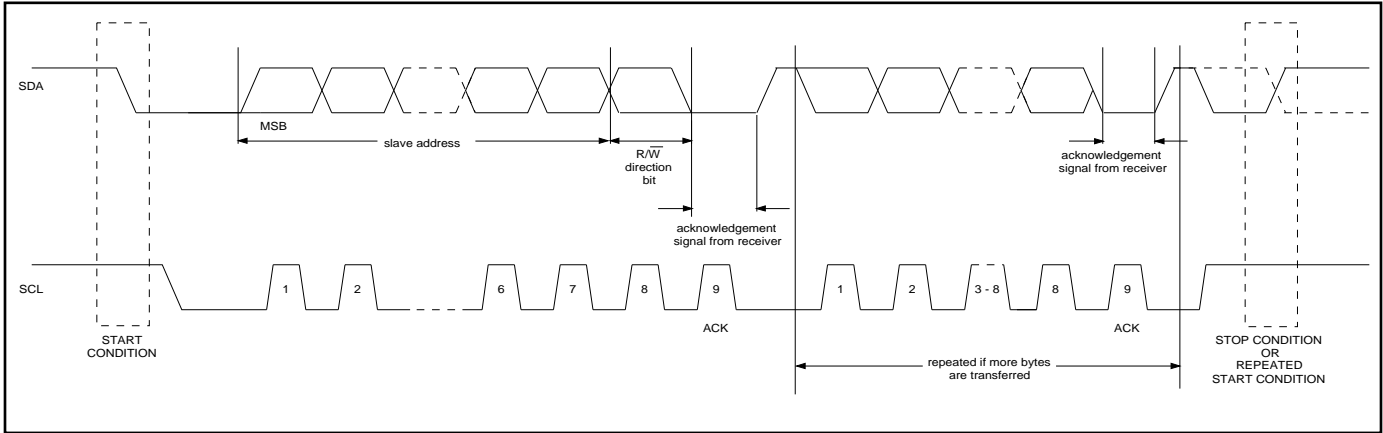 SDA
MSB
slave address
R/W̅
direction
bit
acknowledgement
signal from receiver
acknowledgement
signal from receiver
SCL
1
2
6
7
8
9
1
2
3 - 8
8
9
ACK
ACK
START
CONDITION
repeated if more bytes
are transferred
STOP CONDITION
OR
REPEATED
START CONDITION